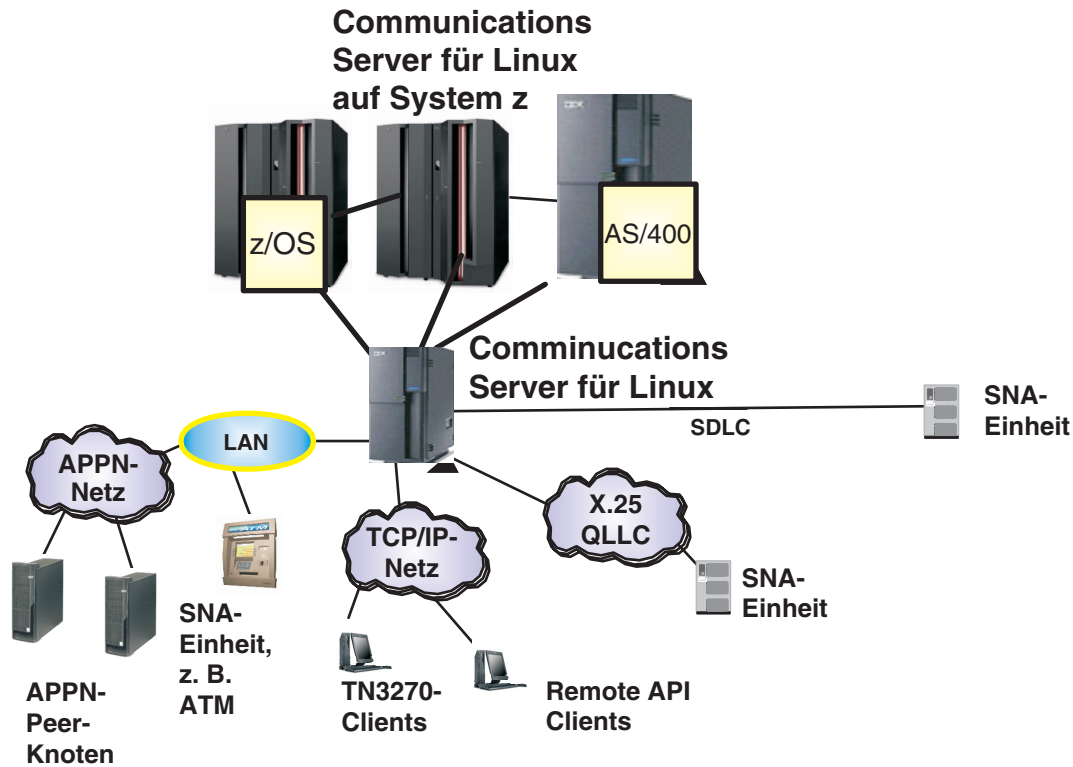 Communications
Server für Linux
auf System z
z/OS
AS/400
Comminucations
Server für Linux
SDLC
SNA-
Einheit
LAN
APPN-
Netz
X.25
QLLC
TCP/IP-
Netz
ATM
SNA-
Einheit
SNA-
Einheit,
z. B.
ATM
APPN-
Peer-
Knoten
TN3270-
Clients
Remote API
Clients